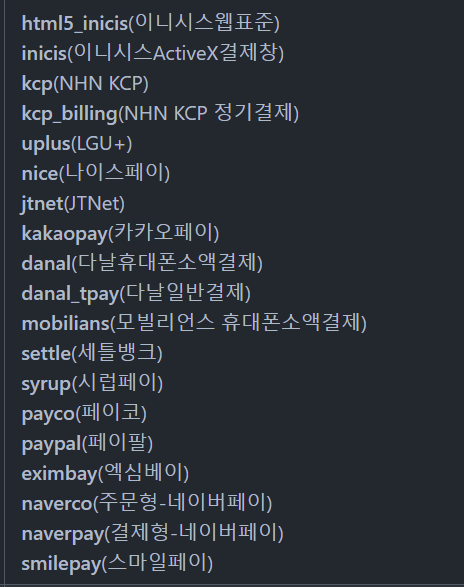 html5_inicis(이니시스웹표준)
inicis(이니시스ActiveX결제창)
kcp(NHN KCP)
kcp_billing(NHN KCP 정기결제)
uplus(LGU+)
nice(나이스페이)
jtnet(JTNet)
kakaopay(카카오페이)
danal(다날휴대폰소액결제)
danal_tpay(다날일반결제)
mobilians(모빌리언스 휴대폰소액결제)
settle(세틀뱅크)
syrup(시럽페이)
payco(페이코)
paypal(페이팔)
eximbay(엑심베이)
naverco(주문형-네이버페이)
naverpay(결제형-네이버페이)
smilepay(스마일페이)